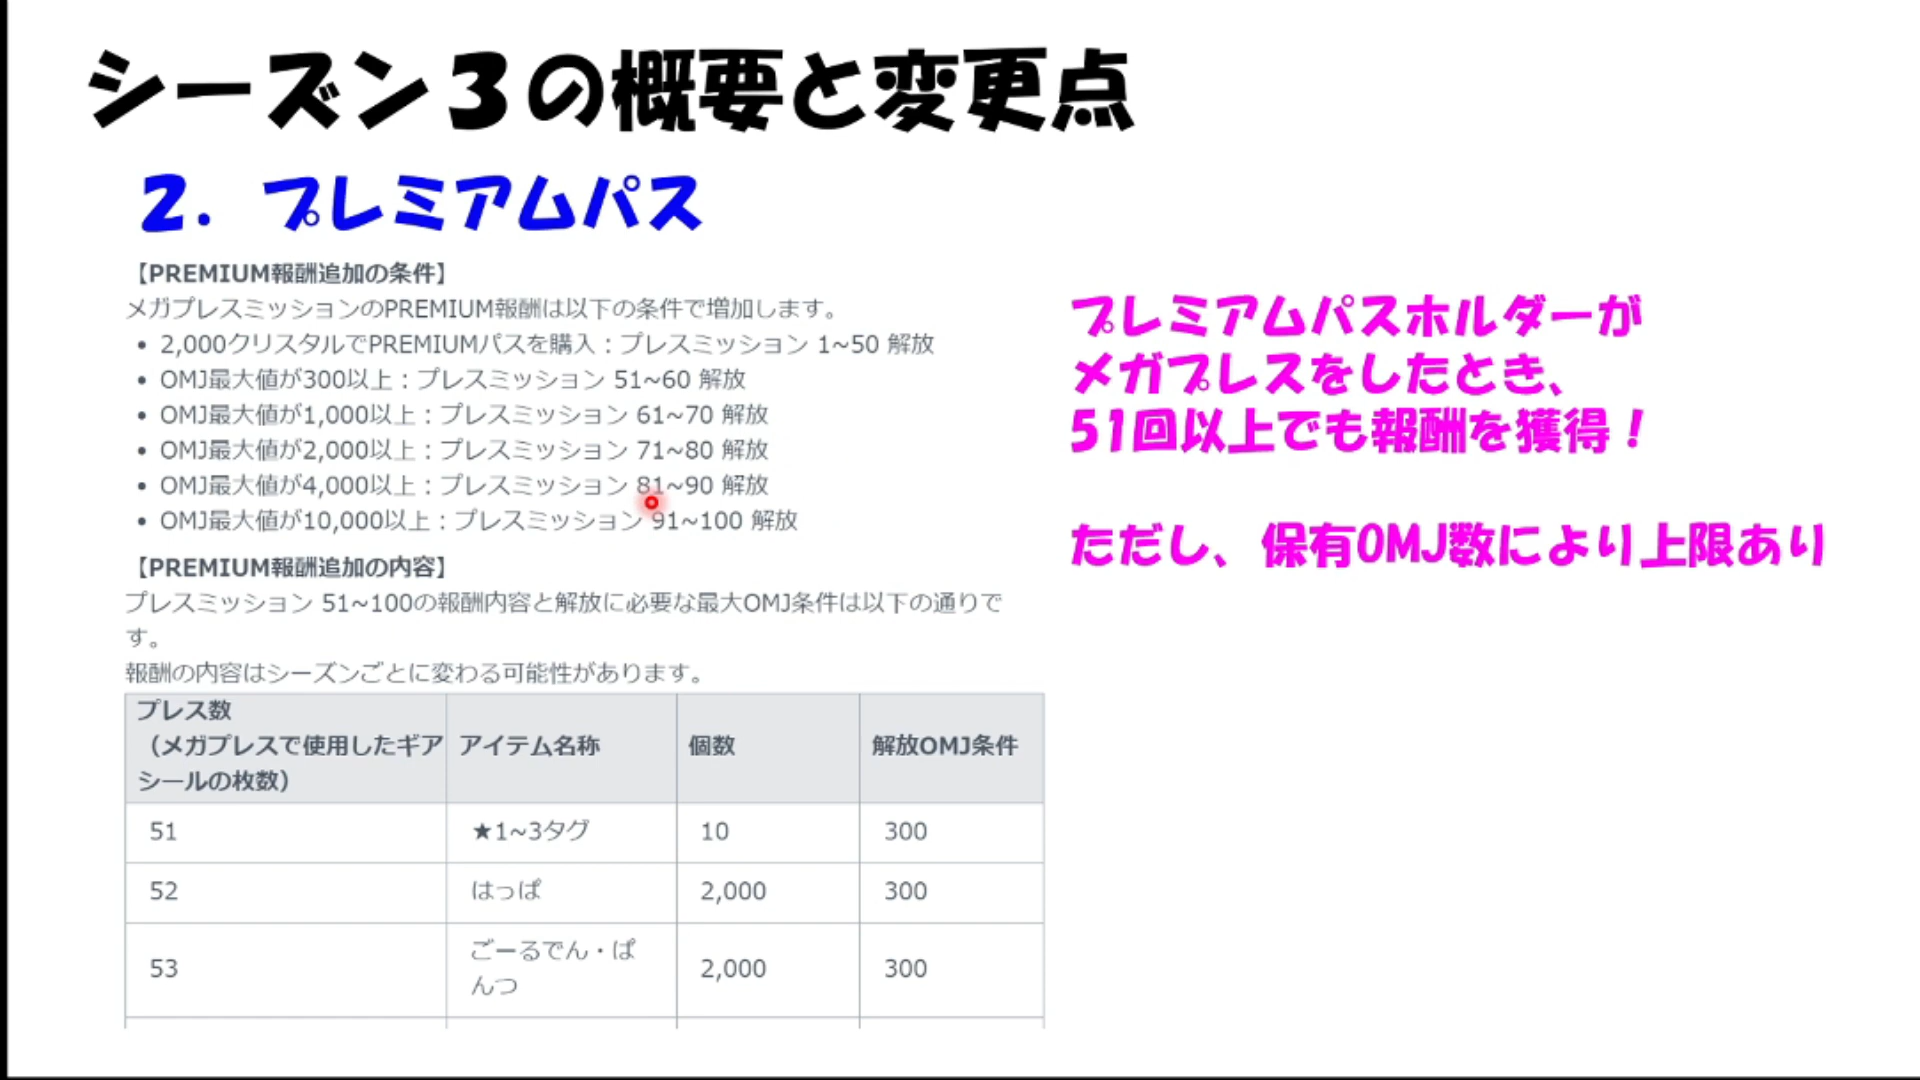 シーズン３の概要と変更点
２．プレミアムパス
【PREMIUM報酬追加の条件】
メガプレスミッションのPREMIUM報酬は以下の条件で増加します。
• 2,000クリスタルでPREMIUMパスを購入：プレスミッション 1~50 解放
• OMJ最大値が300以上：プレスミッション 51~60 解放
• OMJ最大値が1,000以上：プレスミッション 61~70 解放
• OMJ最大値が2,000以上：プレスミッション 71~80 解放
• OMJ最大値が4,000以上：プレスミッション 81~90 解放
• OMJ最大値が10,000以上：プレスミッション 91~100 解放
【PREMIUM報酬追加の内容】
プレスミッション 51~100の報酬内容と解放に必要な最大OMJ条件は以下の通りで
す。
報酬の内容はシーズンごとに変わる可能性があります。
プレス数
（メガプレスで使用したギア
シールの枚数） アイテム名称 個数 解放OMJ条件
51 ★1~3タグ 10 300
52 はっぱ 2,000 300
53 ごーるでん・ぱ
んつ 2,000 300
プレミアムパスホルダーが
メガプレスをしたとき、
51回以上でも報酬を獲得！
ただし、保有OMJ数により上限あり